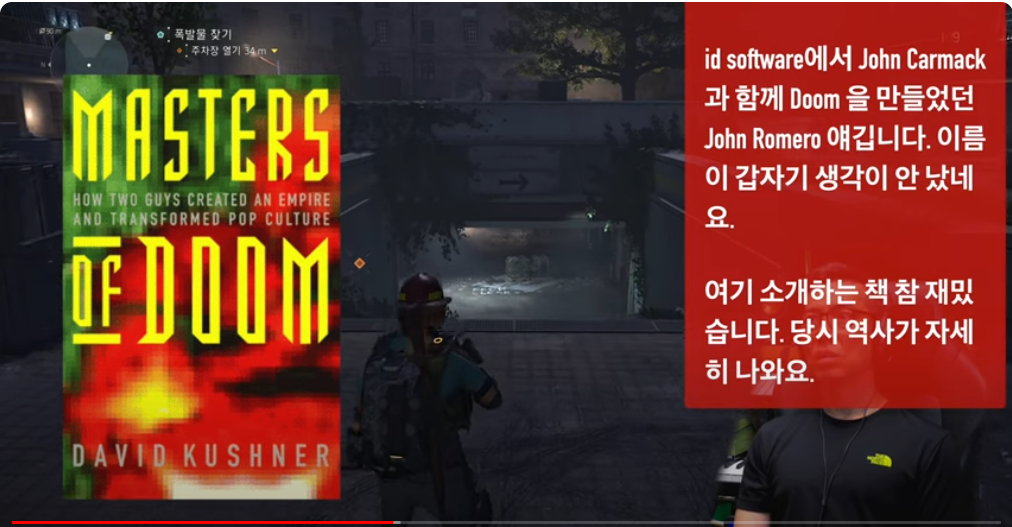 폭발물 찾기
주차장 열기 34 m
N
MASTERS
HOW TWO GUYS CREATED AN EMPIRE
AND TRANSFORMED POP CULTURE
OF DOOM
DAVID KUSHNER
id software에서 John Carmack
과 함께 Doom 을 만들었던
John Romero 얘깁니다. 이름
이 갑자기 생각이 안 났네
요.
여기 소개하는 책 참 재밌
습니다. 당시 역사가 자세
히 나와요.
THE
NORTH
FACE